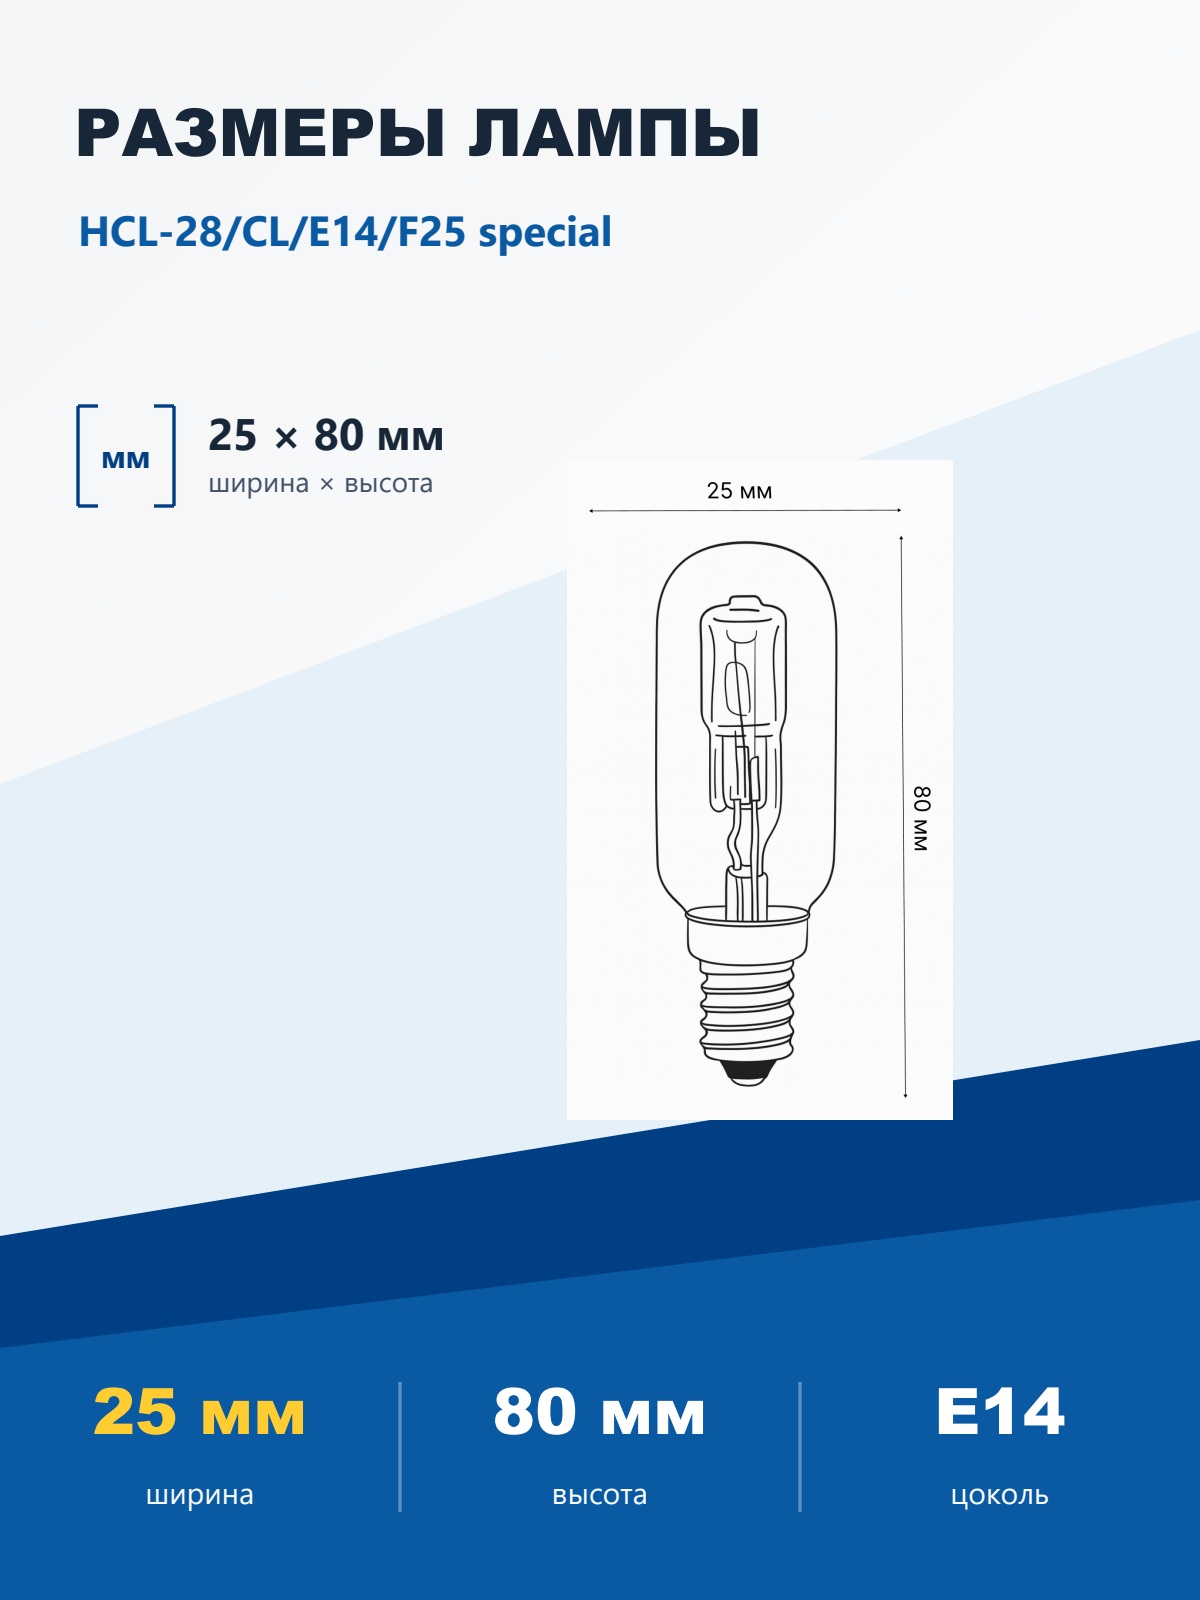 РАЗМЕРЫ ЛАМПЫ
HCL-28/CL/E14/F25 special
мм
25 × 80 мм
ширина × высота
25 мм
80 мм
25 мм
ширина
80 мм
высота
E14
цоколь